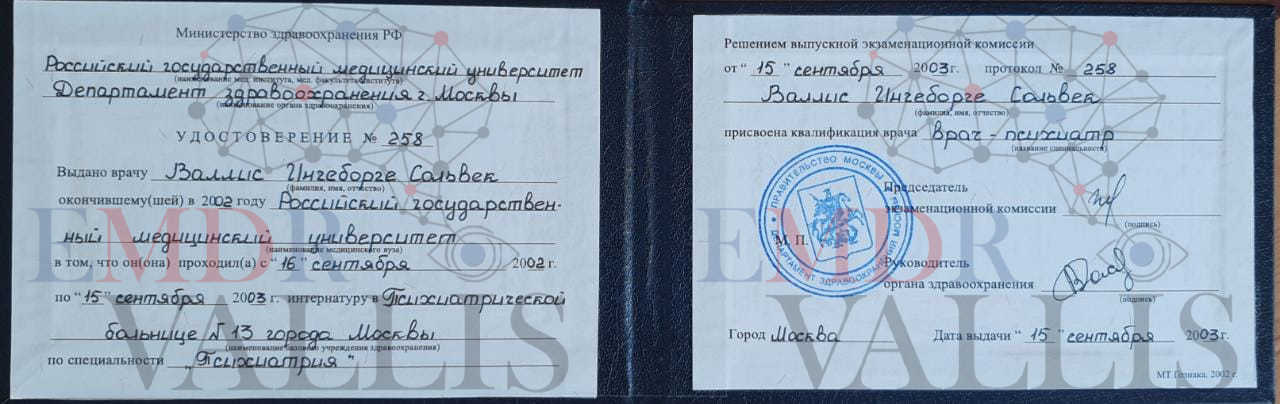 Министерство здравоохранения РФ
Российский государственный медицинский университет
(наименование мед. института, мед. факультета института)
Департамент здравоохранения г. Москвы
(наименование органа здравоохранения)
УДОСТОВЕРЕНИЕ № 258
Выдано врачу Валлис Ингеборге Сольвек
(фамилия, имя, отчество)
окончившему(шей) в 2002 году Российский государствен-
ный медицинский университет
(наименование медицинского вуза)
в том, что он(она) проходил(а) с "16" сентября 2002 г.
по "15" сентября 2003 г. интернатуру в Психиатрической
больнице № 13 города Москвы
(наименование базового учреждения здравоохранения)
по специальности „Психиатрия"
EMDR
VALLIS
Решением выпускной экзаменационной комиссии
от "15" сентября 2003 г. протокол № 258
Валлис Ингеборге Сольвек
(фамилия, имя, отчество)
присвоена квалификация врача Врач - психиатр
(название специальности)
Председатель
экзаменационной комиссии
(подпись)
М. П.
ПРАВИТЕЛЬСТВО МОСКВЫ
ДЕПАРТАМЕНТ ЗДРАВООХРАНЕНИЯ
Руководитель
органа здравоохранения
(подпись)
Город Москва Дата выдачи "15" сентября 2003 г.
МТ Гознака, 2002 г.
EMDR
VALLIS